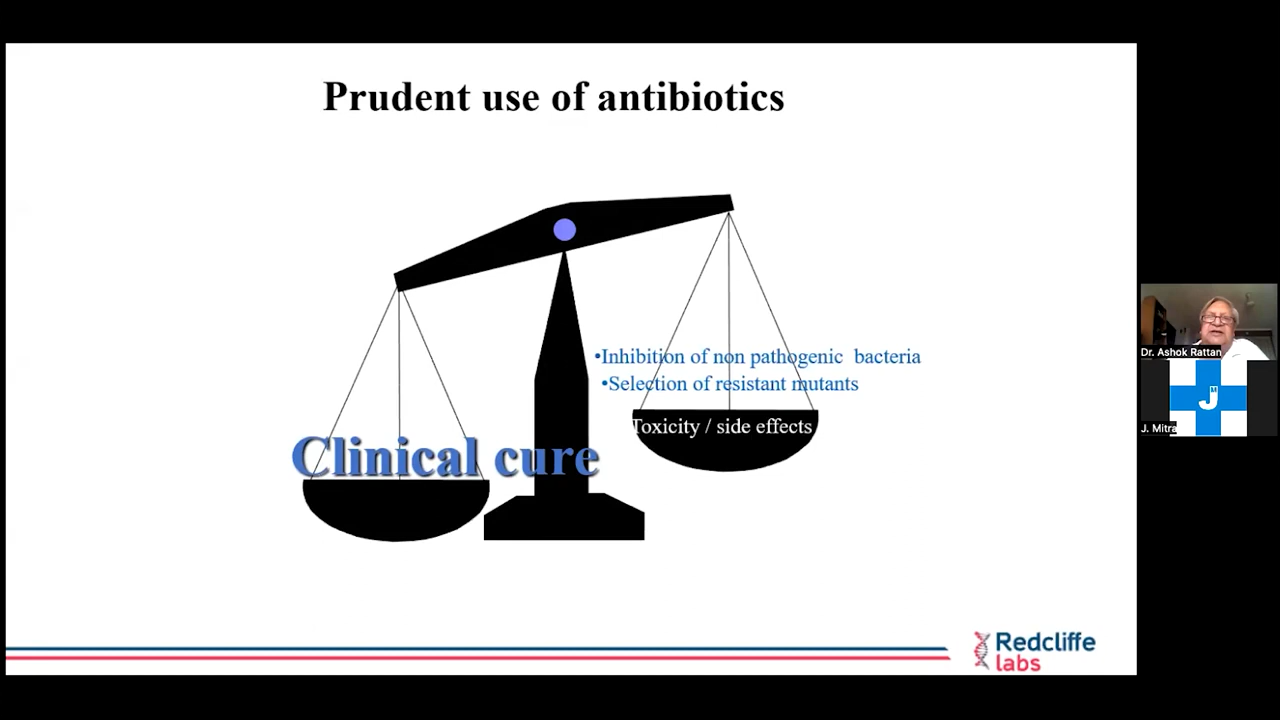 Prudent use of antibiotics
•Inhibition of non pathogenic bacteria
•Selection of resistant mutants
Toxicity / side effects
Clinical cure
Dr. Ashok Rattan
J. Mitra
Redcliffe
labs